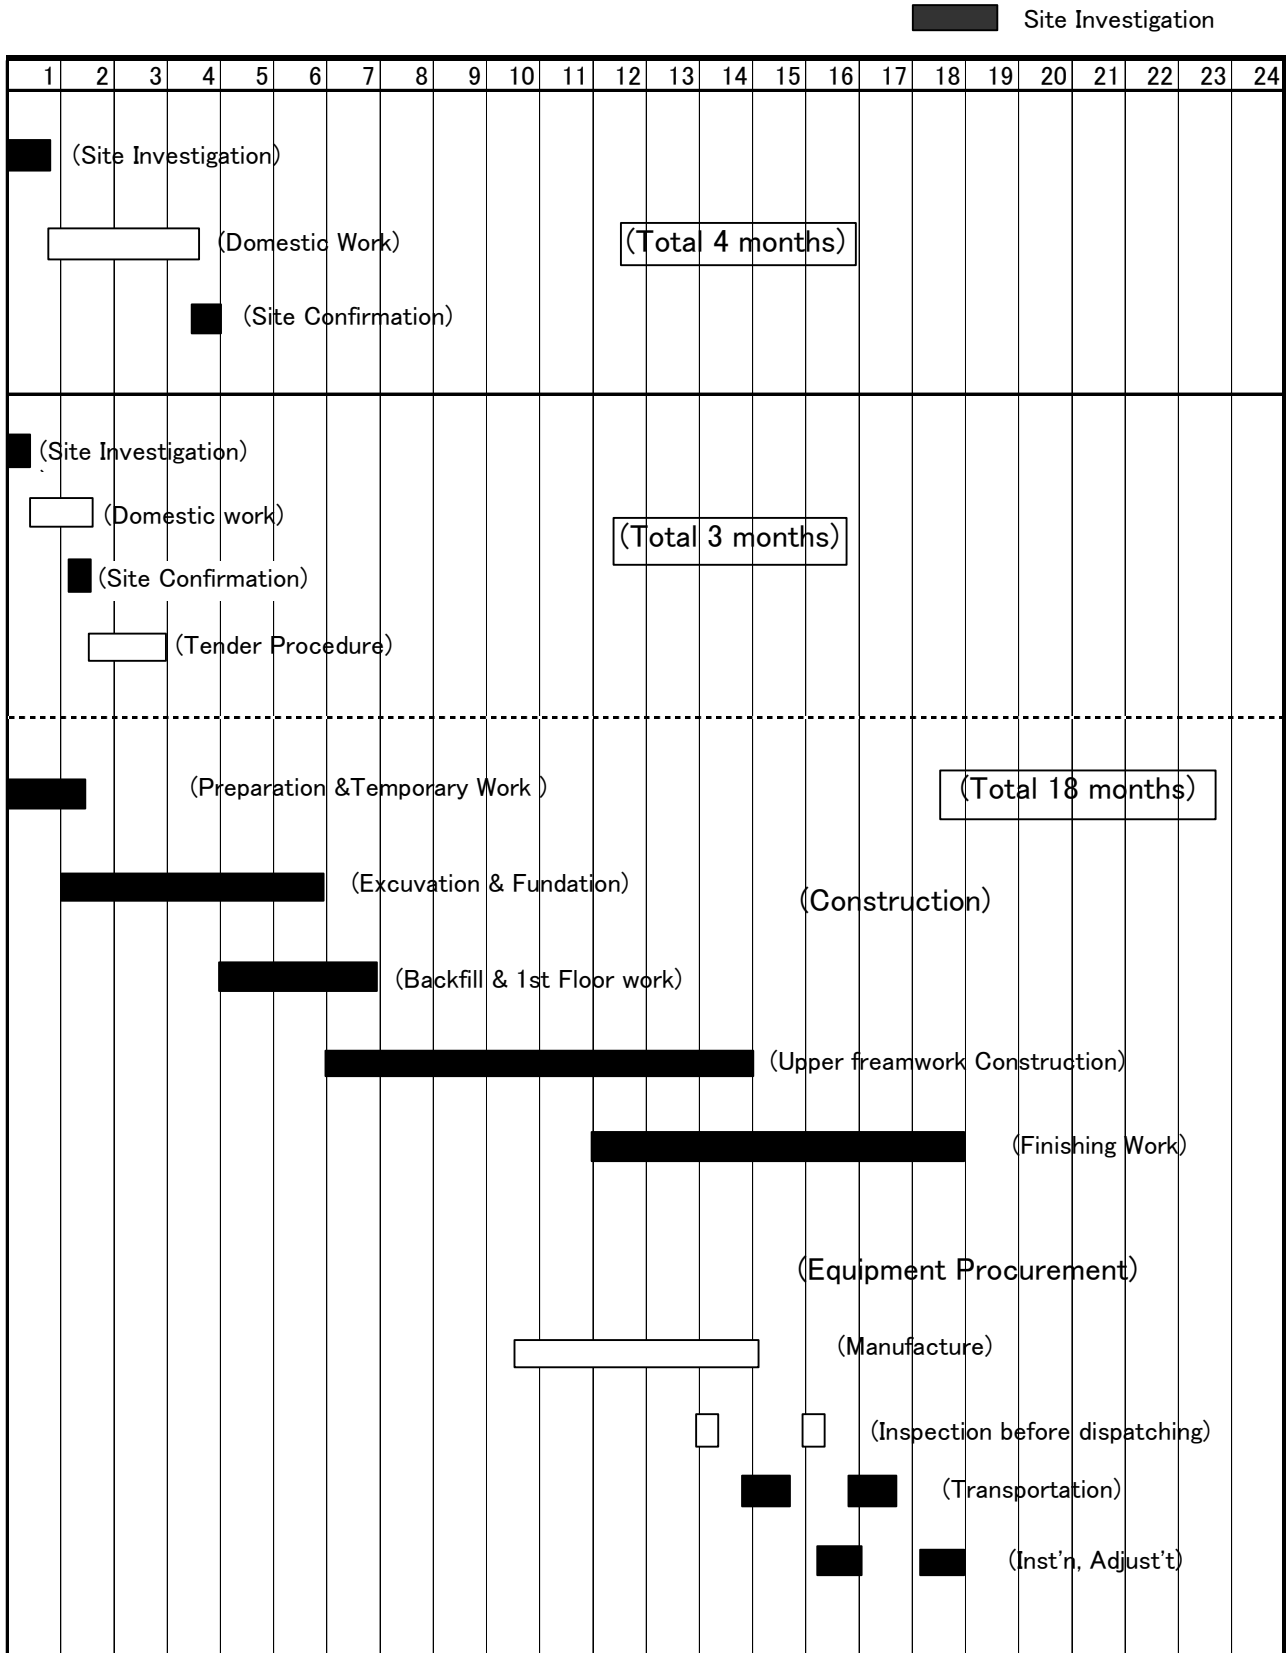 Site Investigation
1 2 3 4 5 6 7 8 9 10 11 12 13 14 15 16 17 18 19 20 21 22 23 24
(Site Investigation)
(Domestic Work)
(Total 4 months)
(Site Confirmation)
(Site Investigation)
(Domestic work)
(Total 3 months)
(Site Confirmation)
(Tender Procedure)
(Preparation &Temporary Work )
(Total 18 months)
(Excuvation & Fundation)
(Construction)
(Backfill & 1st Floor work)
(Upper freamwork Construction)
(Finishing Work)
(Equipment Procurement)
(Manufacture)
(Inspection before dispatching)
(Transportation)
(Inst'n, Adjust't)